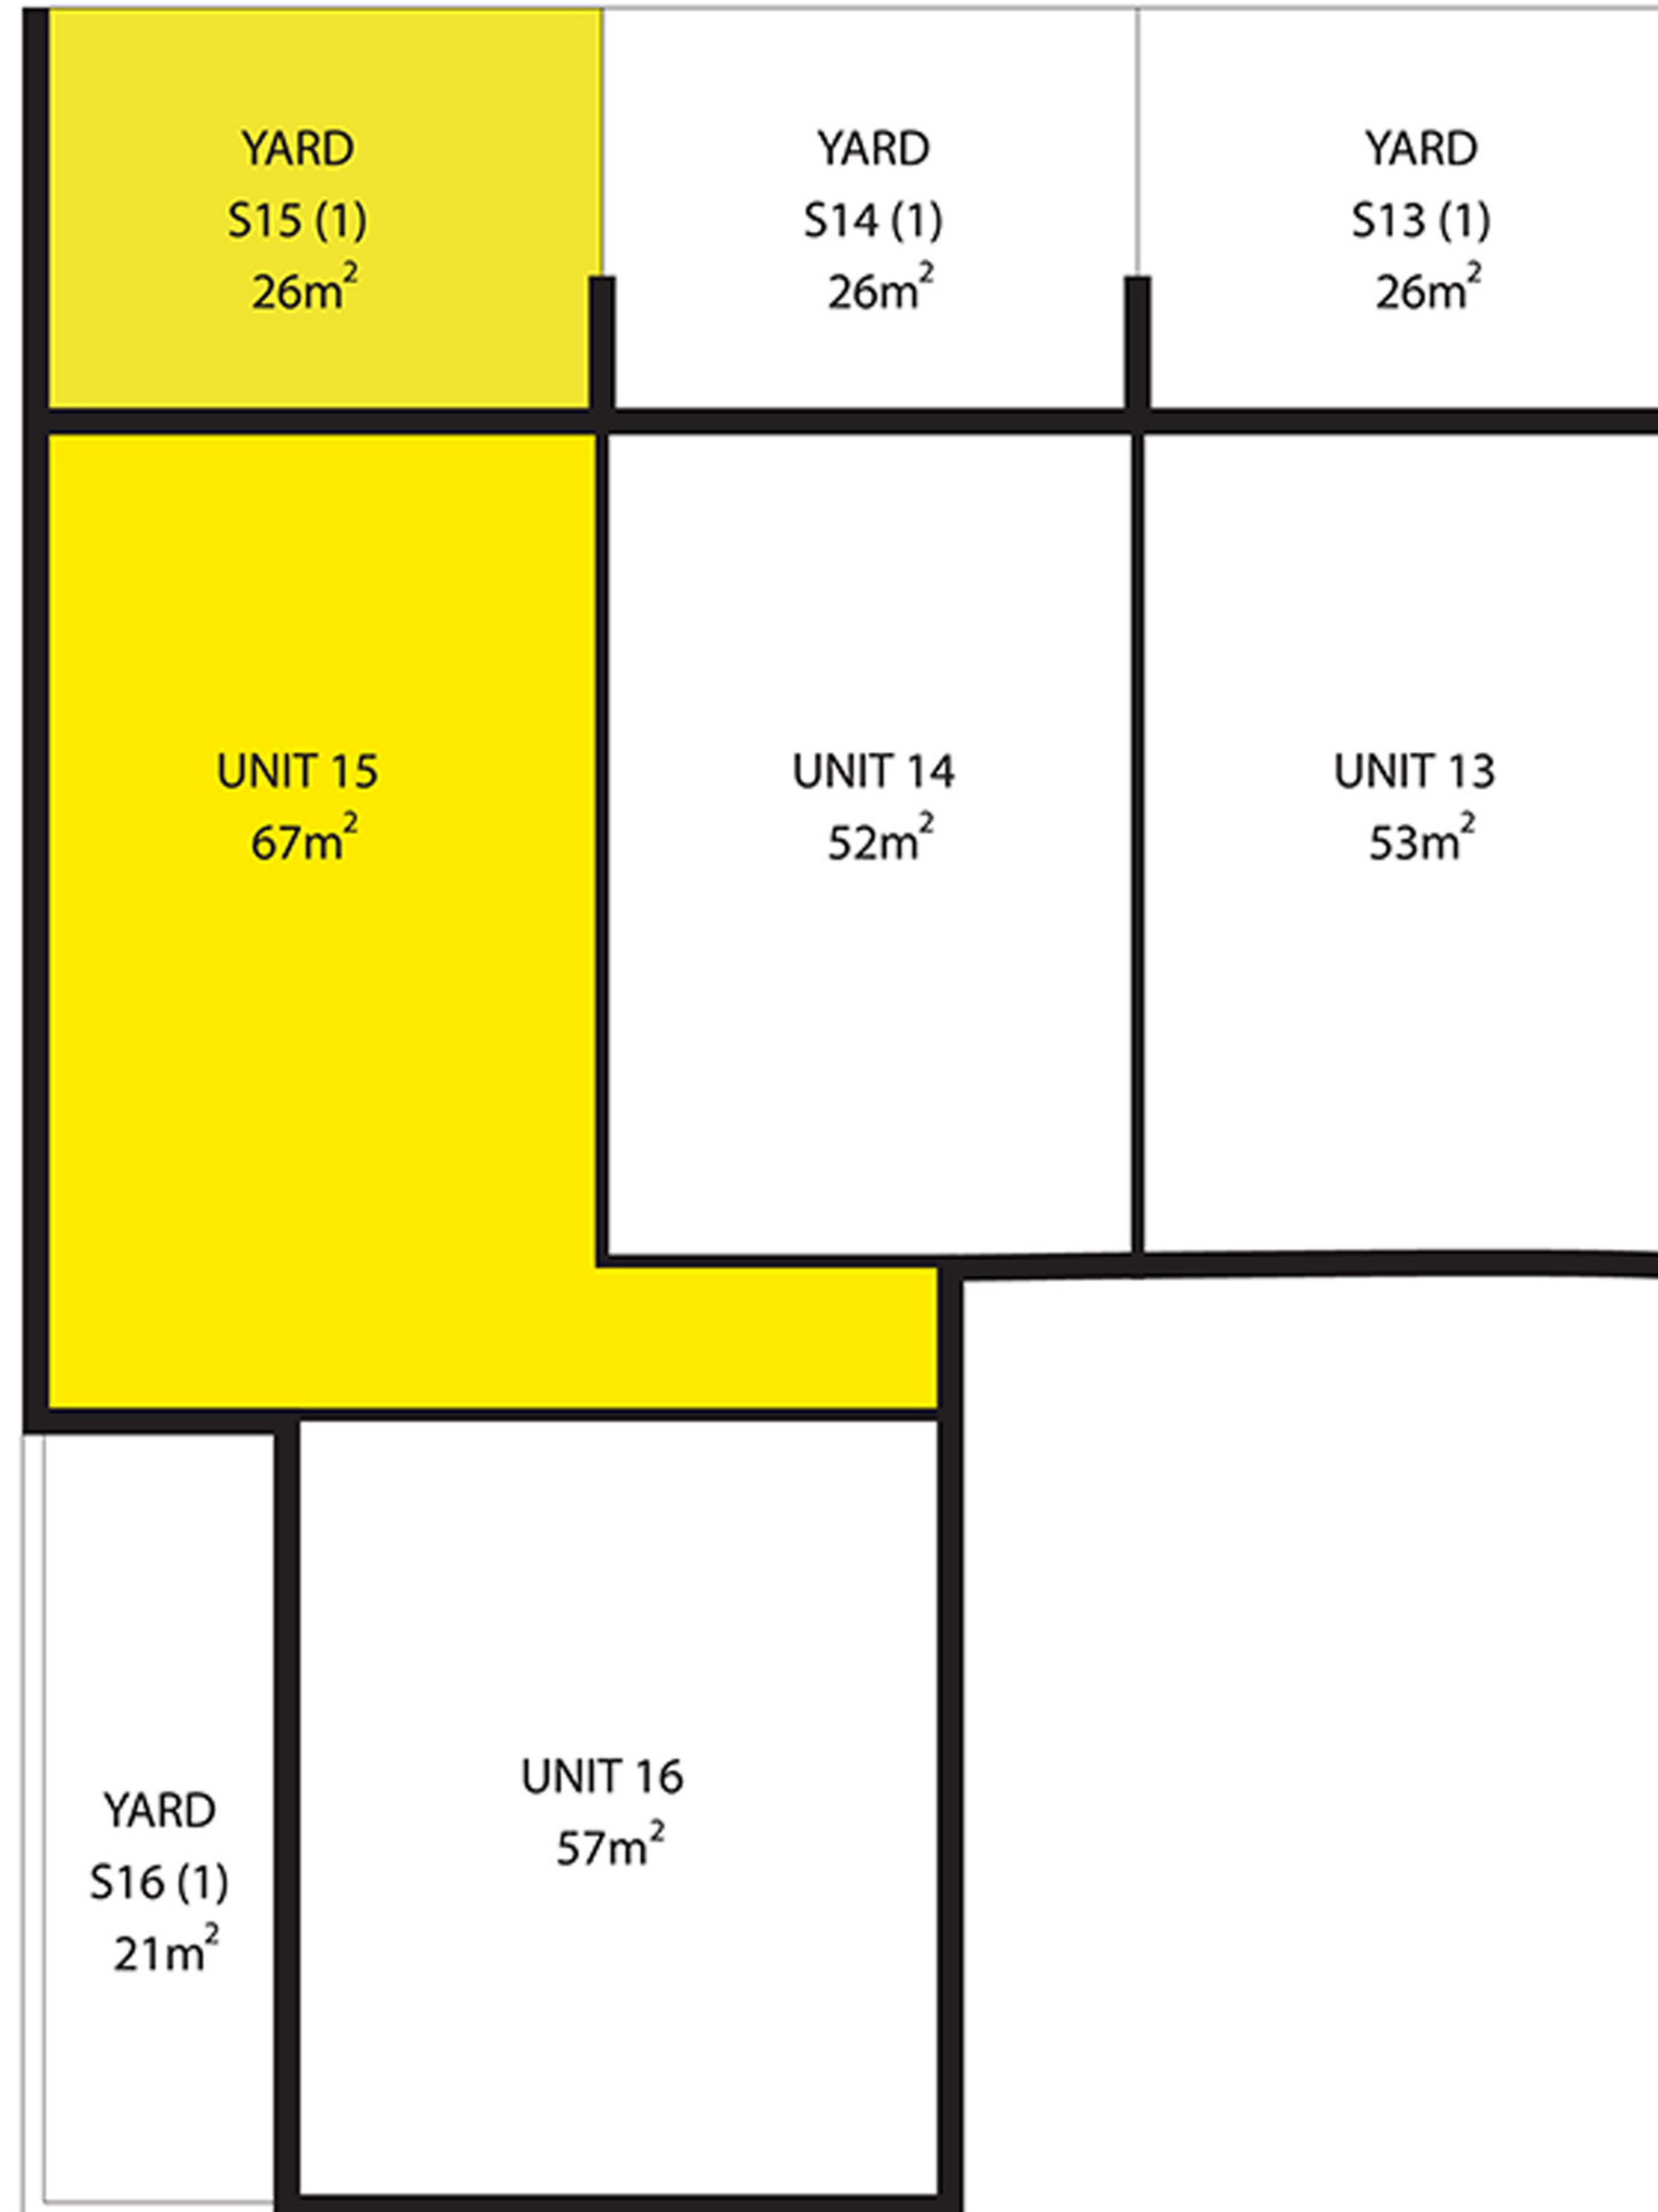 YARD
S15 (1)
26m²
YARD
S14 (1)
26m²
YARD
S13 (1)
26m²
UNIT 15
67m²
UNIT 14
52m²
UNIT 13
53m²
UNIT 16
57m²
YARD
S16 (1)
21m²